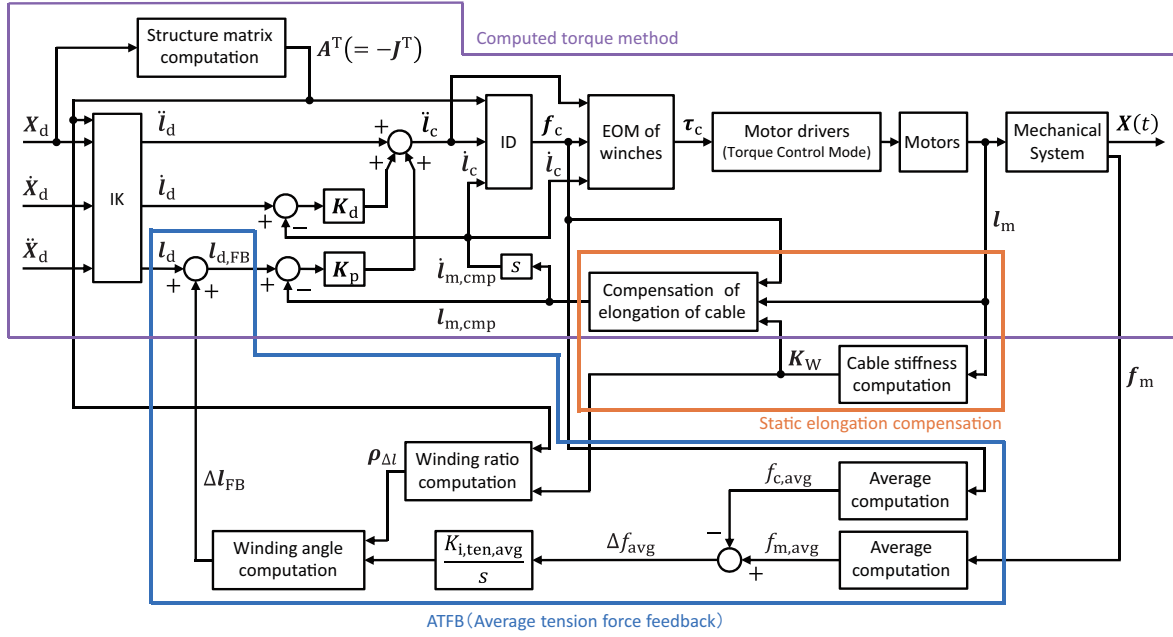 Structure matrix
computation
Computed torque method
𝑨ᵀ(= −𝑱ᵀ)
𝑿_d
l̈_d
l̈_c
ID
𝒇_c
EOM of
winches
𝝉_c
Motor drivers
(Torque Control Mode)
Motors
Mechanical
System
𝑿(t)
+
+
+
l̇_c
l̇_c
Ẋ_d
IK
l̇_d
+
−
𝑲_d
l_m
Ẍ_d
l_d
l_d,FB
+
+
+
−
𝑲_p
l̇_m,cmp
s
Compensation of
elongation of cable
l_m,cmp
𝑲_W
Cable stiffness
computation
𝒇_m
Static elongation compensation
Δl_FB
𝝆_Δl
Winding ratio
computation
f_c,avg
Average
computation
Winding angle
computation
K_i,ten,avg
s
Δf_avg
−
+
f_m,avg
Average
computation
ATFB(Average tension force feedback)